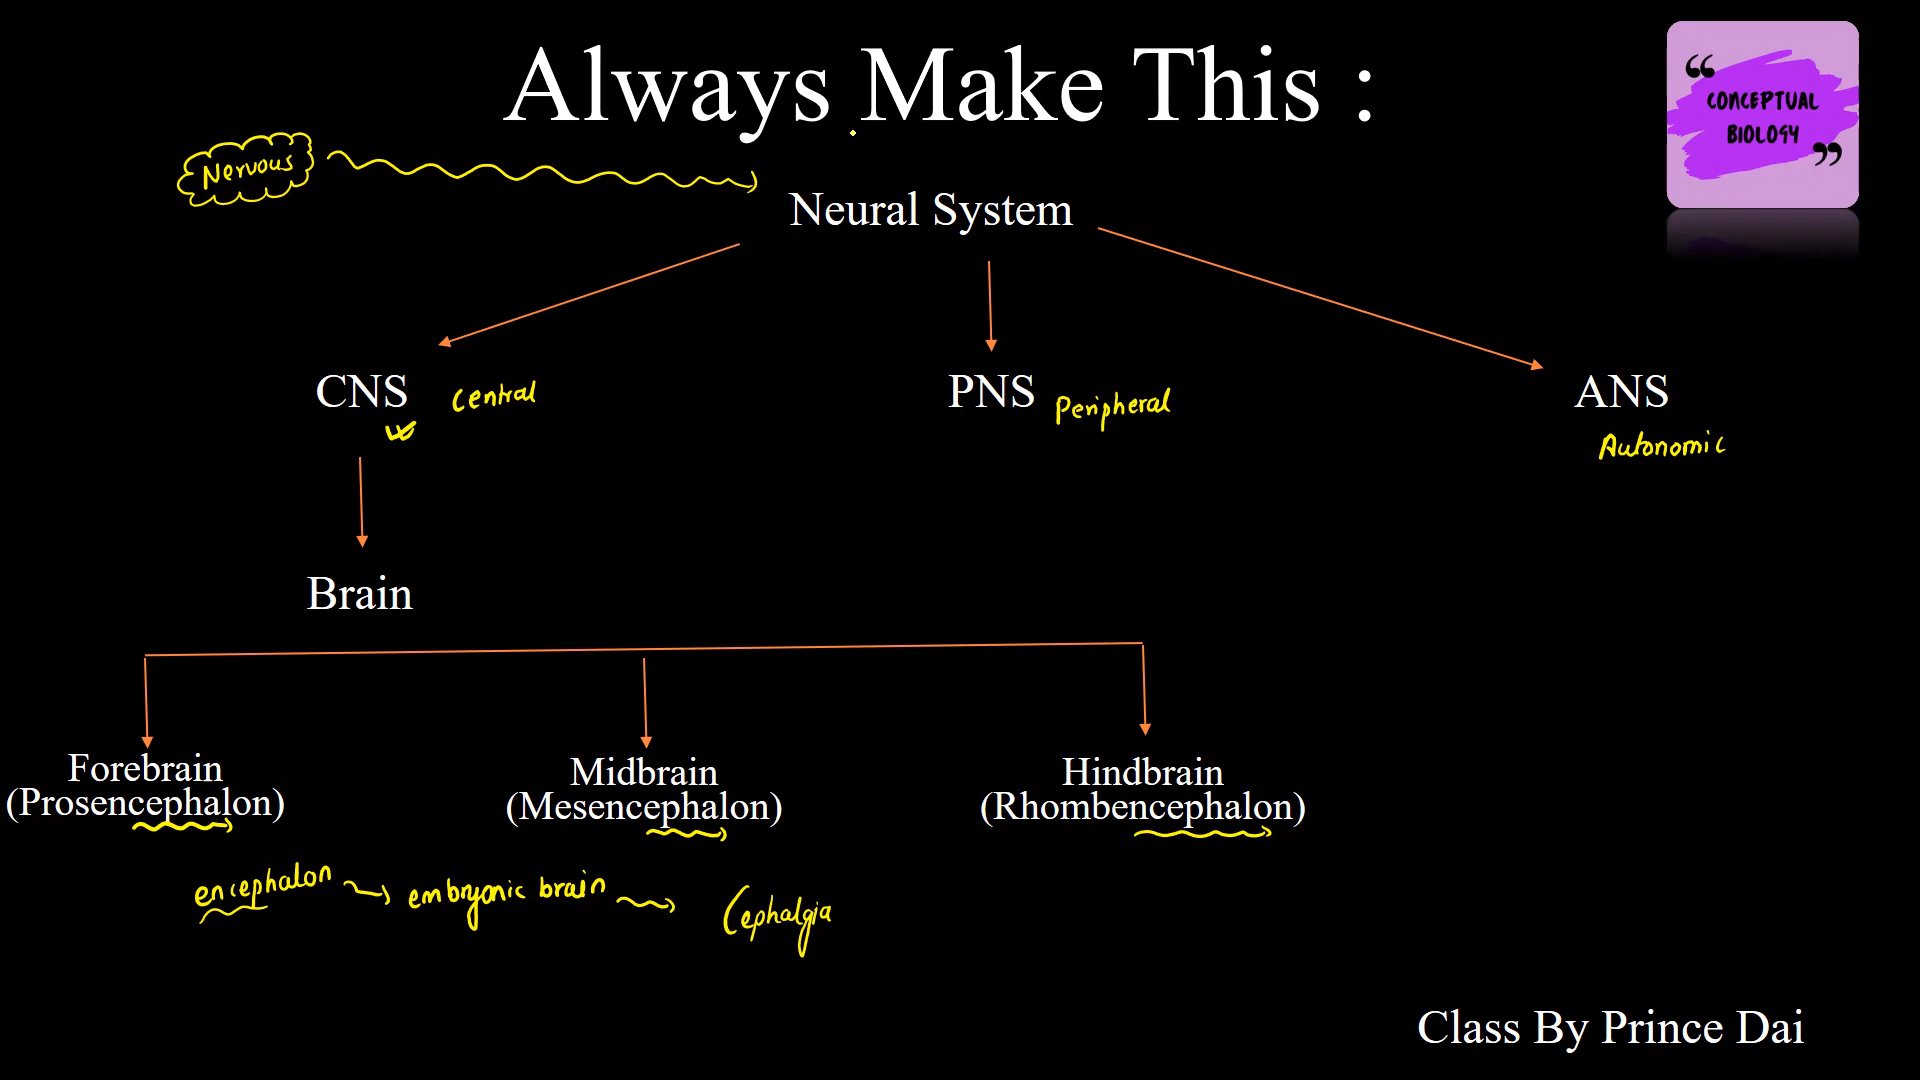 Always Make This :
“
CONCEPTUAL
BIOLOGY
”
Nervous
Neural System
CNS
Central
PNS
Peripheral
ANS
Autonomic
Brain
Forebrain
(Prosencephalon)
Midbrain
(Mesencephalon)
Hindbrain
(Rhombencephalon)
encephalon
embryonic brain
Cephalgia
Class By Prince Dai